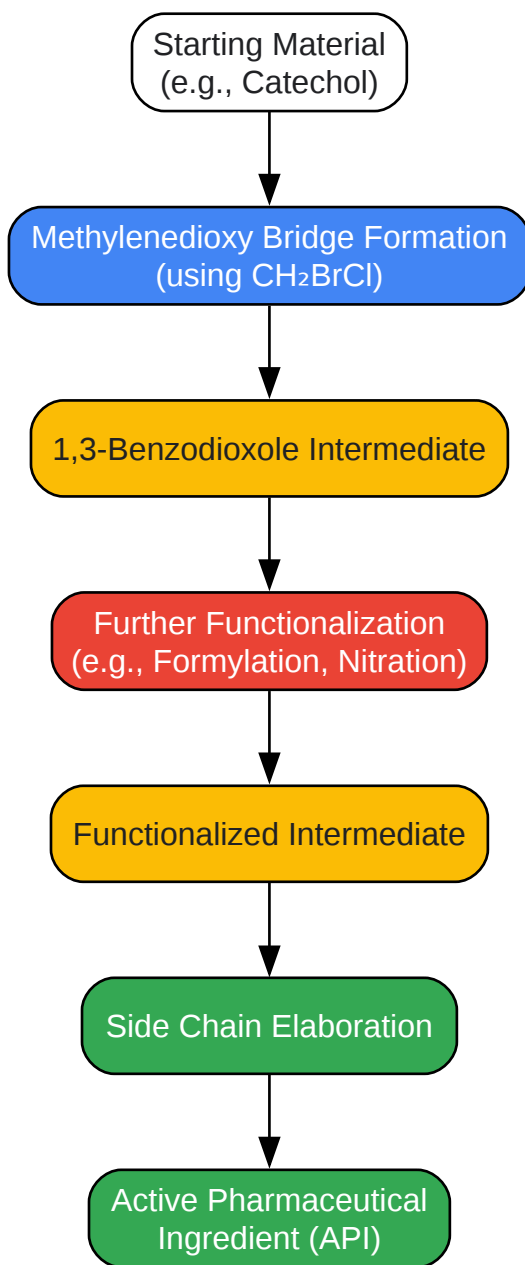 Starting Material
(e.g., Catechol)
Methylenedioxy Bridge Formation
(using CH₂BrCl)
1,3-Benzodioxole Intermediate
Further Functionalization
(e.g., Formylation, Nitration)
Functionalized Intermediate
Side Chain Elaboration
Active Pharmaceutical
Ingredient (API)